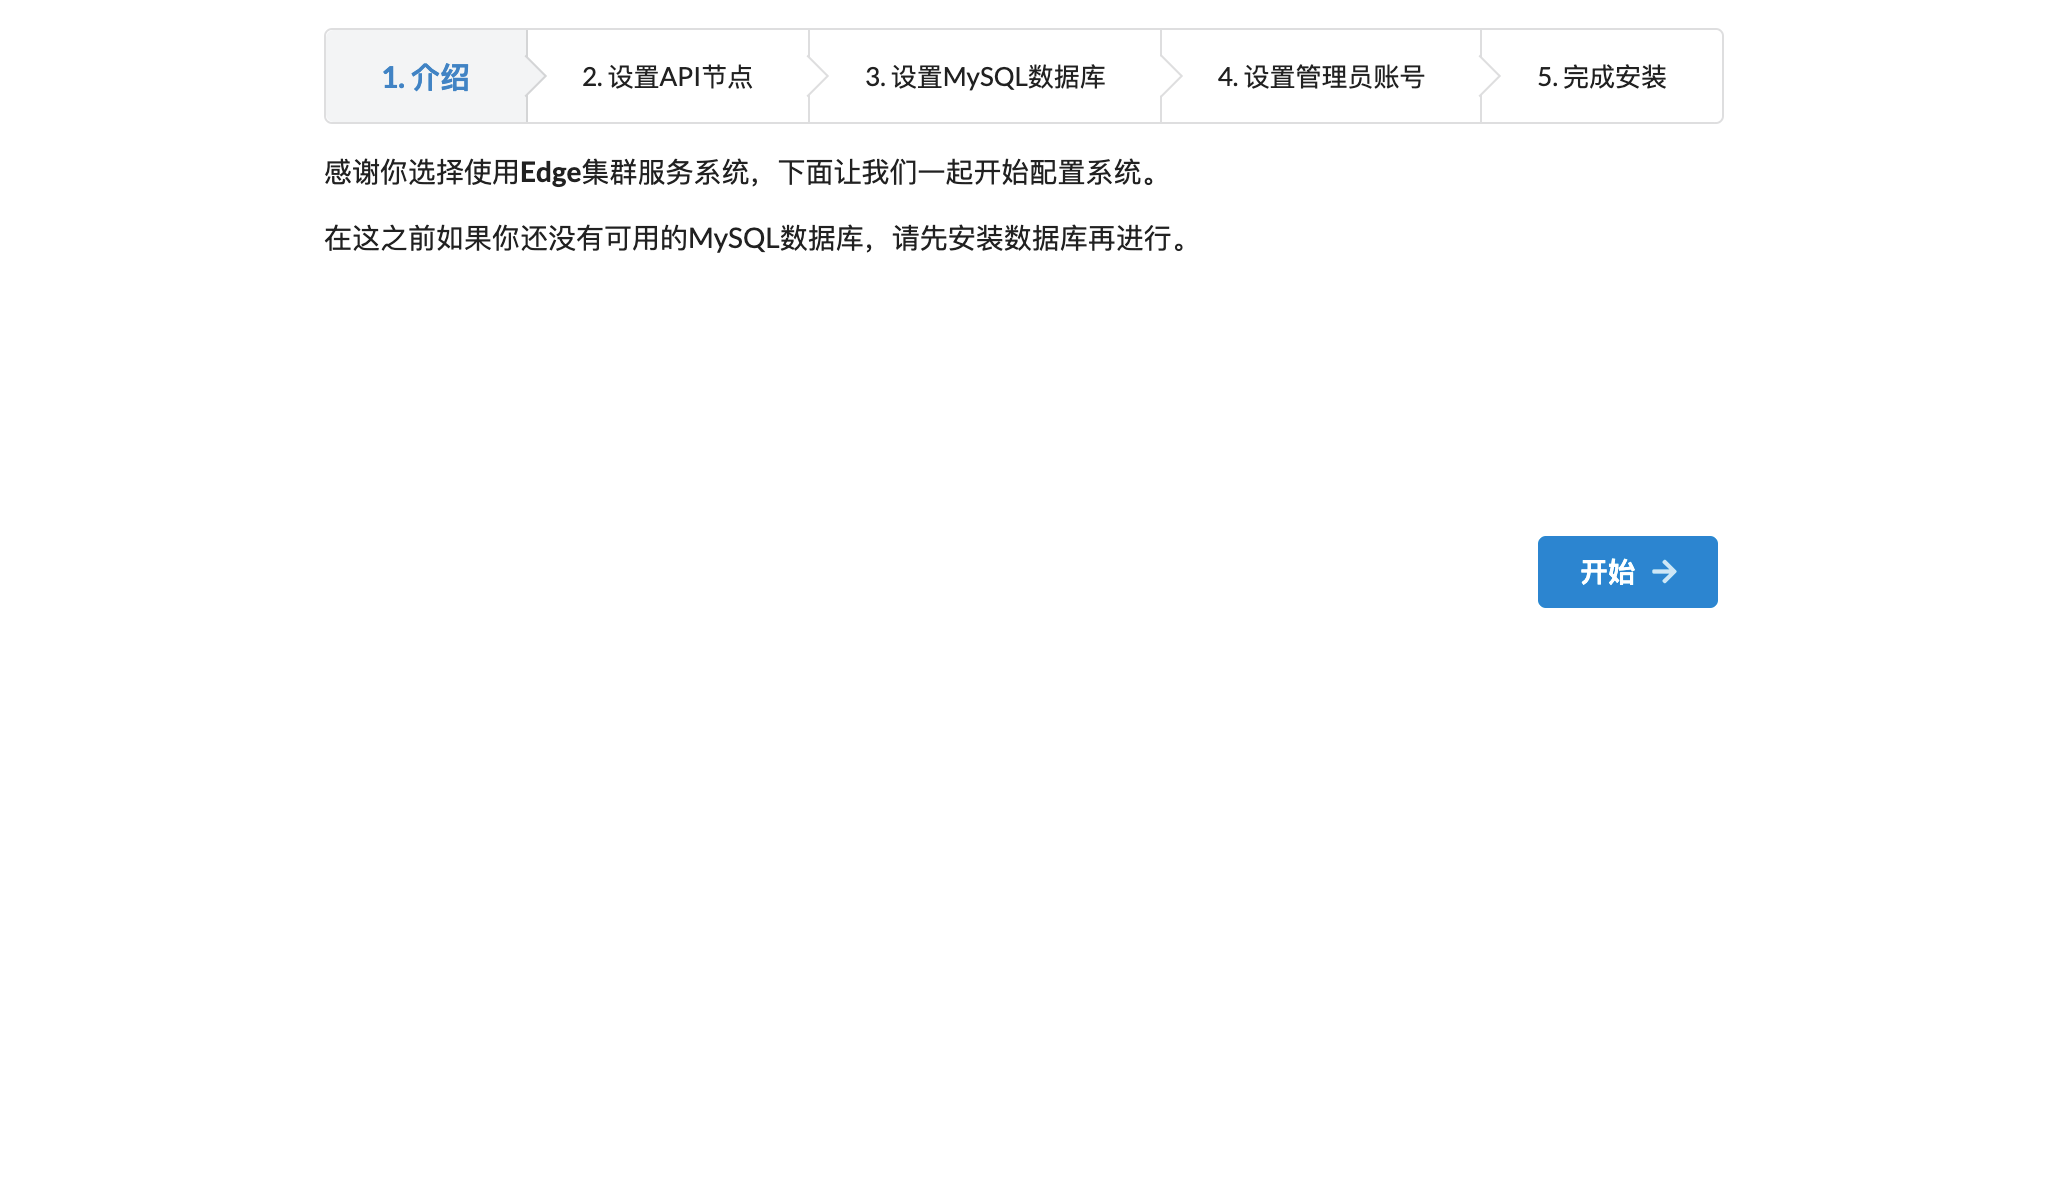 1. 介绍
2. 设置API节点
3. 设置MySQL数据库
4. 设置管理员账号
5. 完成安装
感谢你选择使用Edge集群服务系统，下面让我们一起开始配置系统。
在这之前如果你还没有可用的MySQL数据库，请先安装数据库再进行。
开始